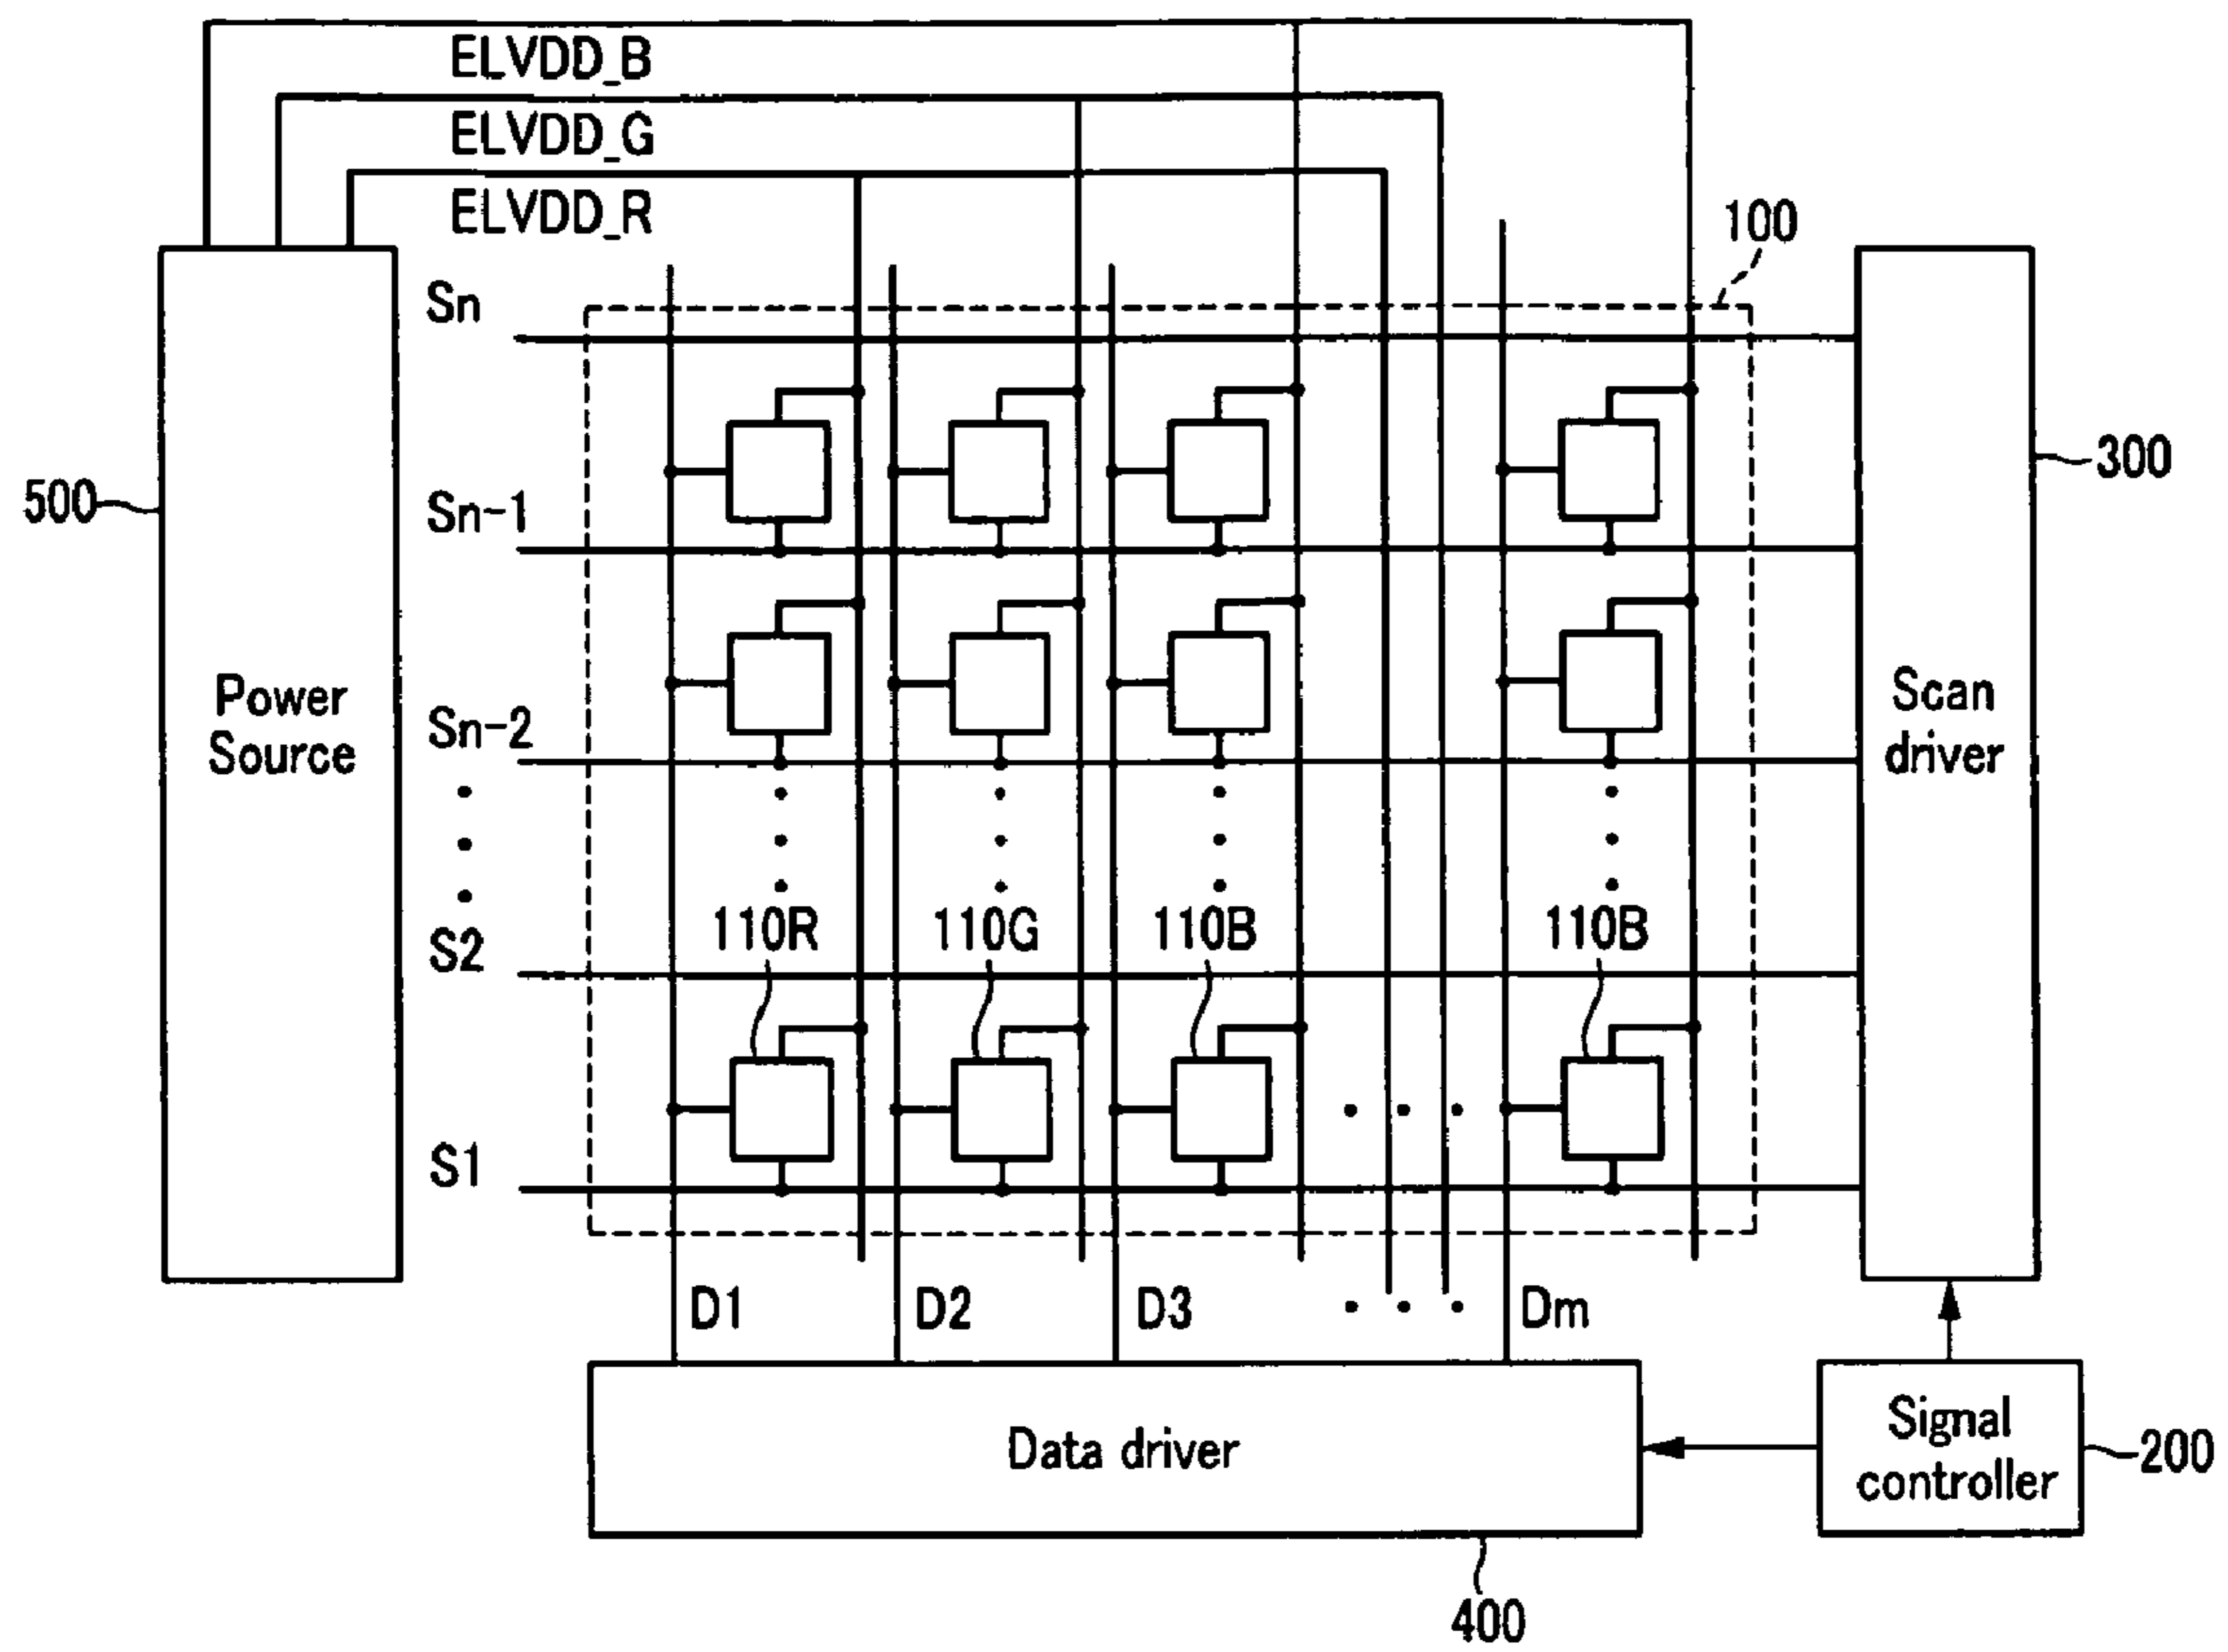 ELVDD_B
ELVDD_G
ELVDD_R
100
Sn
300
500
Sn-1
Power
Source
Scan
driver
Sn-2
110R 110G 110B 110B
S2
S1
D1 D2 D3 Dm
Data driver
Signal
controller
200
400